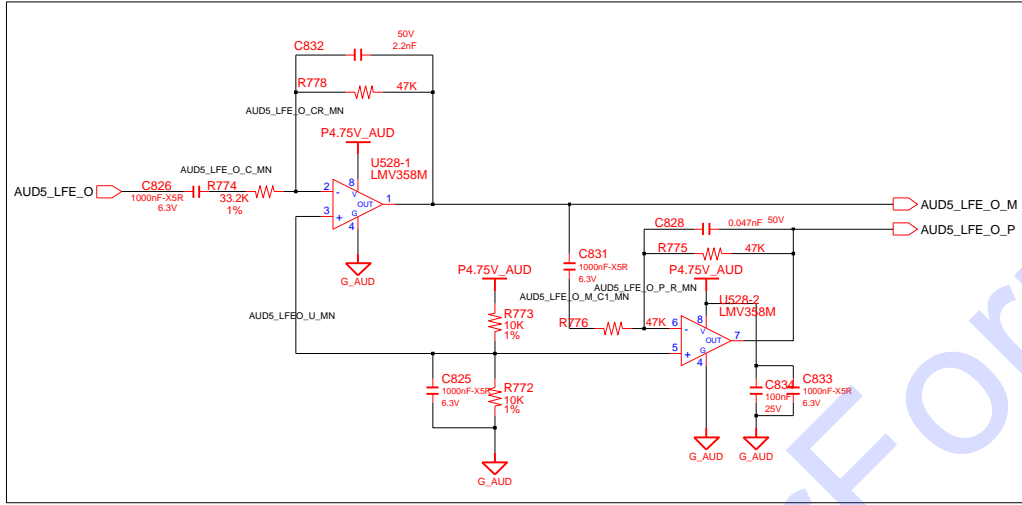 50V
C832
2.2nF
R778
47K
AUD5_LFE_O_CR_MN
P4.75V_AUD
AUD5_LFE_O_C_MN
U528-1
LMV358M
AUD5_LFE_O
C826
1000nF-X5R
6.3V
R774
33.2K
1%
2
3
8
V
OUT
G
4
1
-
+
G_AUD
AUD5_LFE_O_M
AUD5_LFE_O_P
C828
0.047nF
50V
R775
47K
C831
1000nF-X5R
6.3V
P4.75V_AUD
P4.75V_AUD
AUD5_LFE_O_P_R_MN
AUD5_LFE_O_M_C1_MN
U528-2
LMV358M
AUD5_LFEO_U_MN
R773
10K
1%
R776
47K
6
5
8
V
OUT
G
4
7
-
+
C825
1000nF-X5R
6.3V
R772
10K
1%
C834
100nF
25V
C833
1000nF-X5R
6.3V
G_AUD
G_AUD
G_AUD
rFor